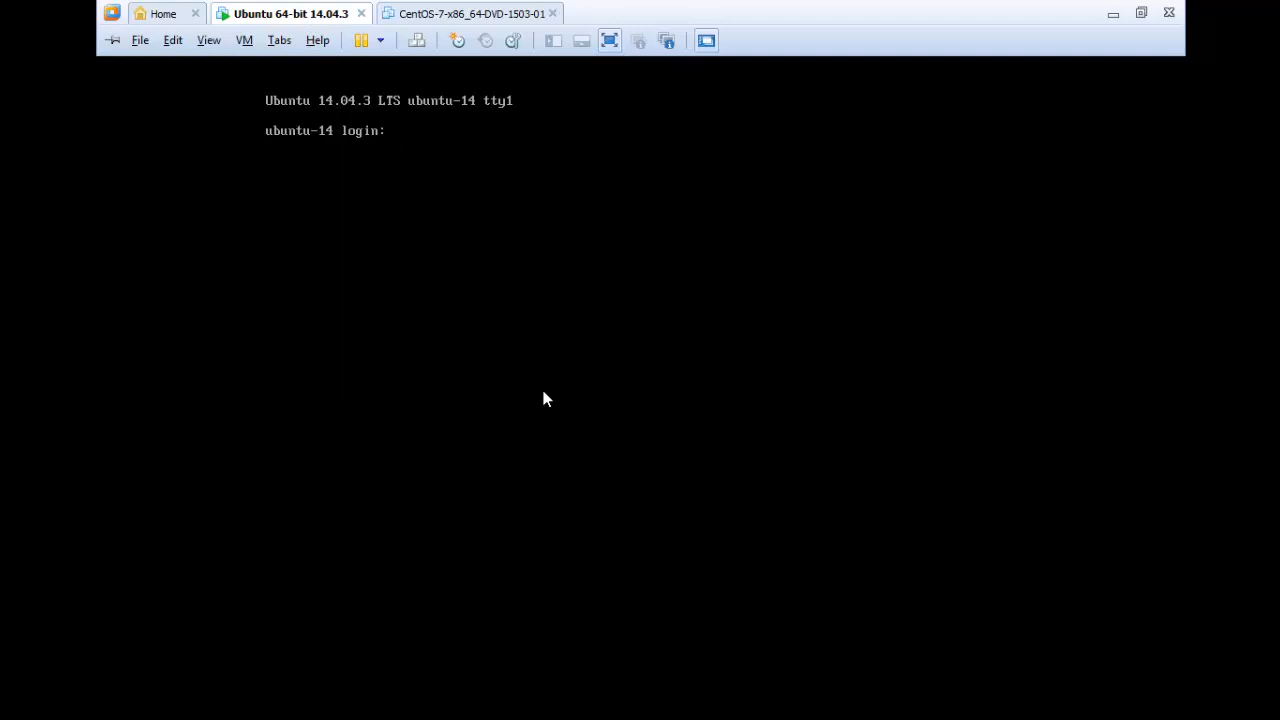 Home
Ubuntu 64-bit 14.04.3
CentOS-7-x86_64-DVD-1503-01
File Edit View VM Tabs Help
Ubuntu 14.04.3 LTS ubuntu-14 tty1
ubuntu-14 login: